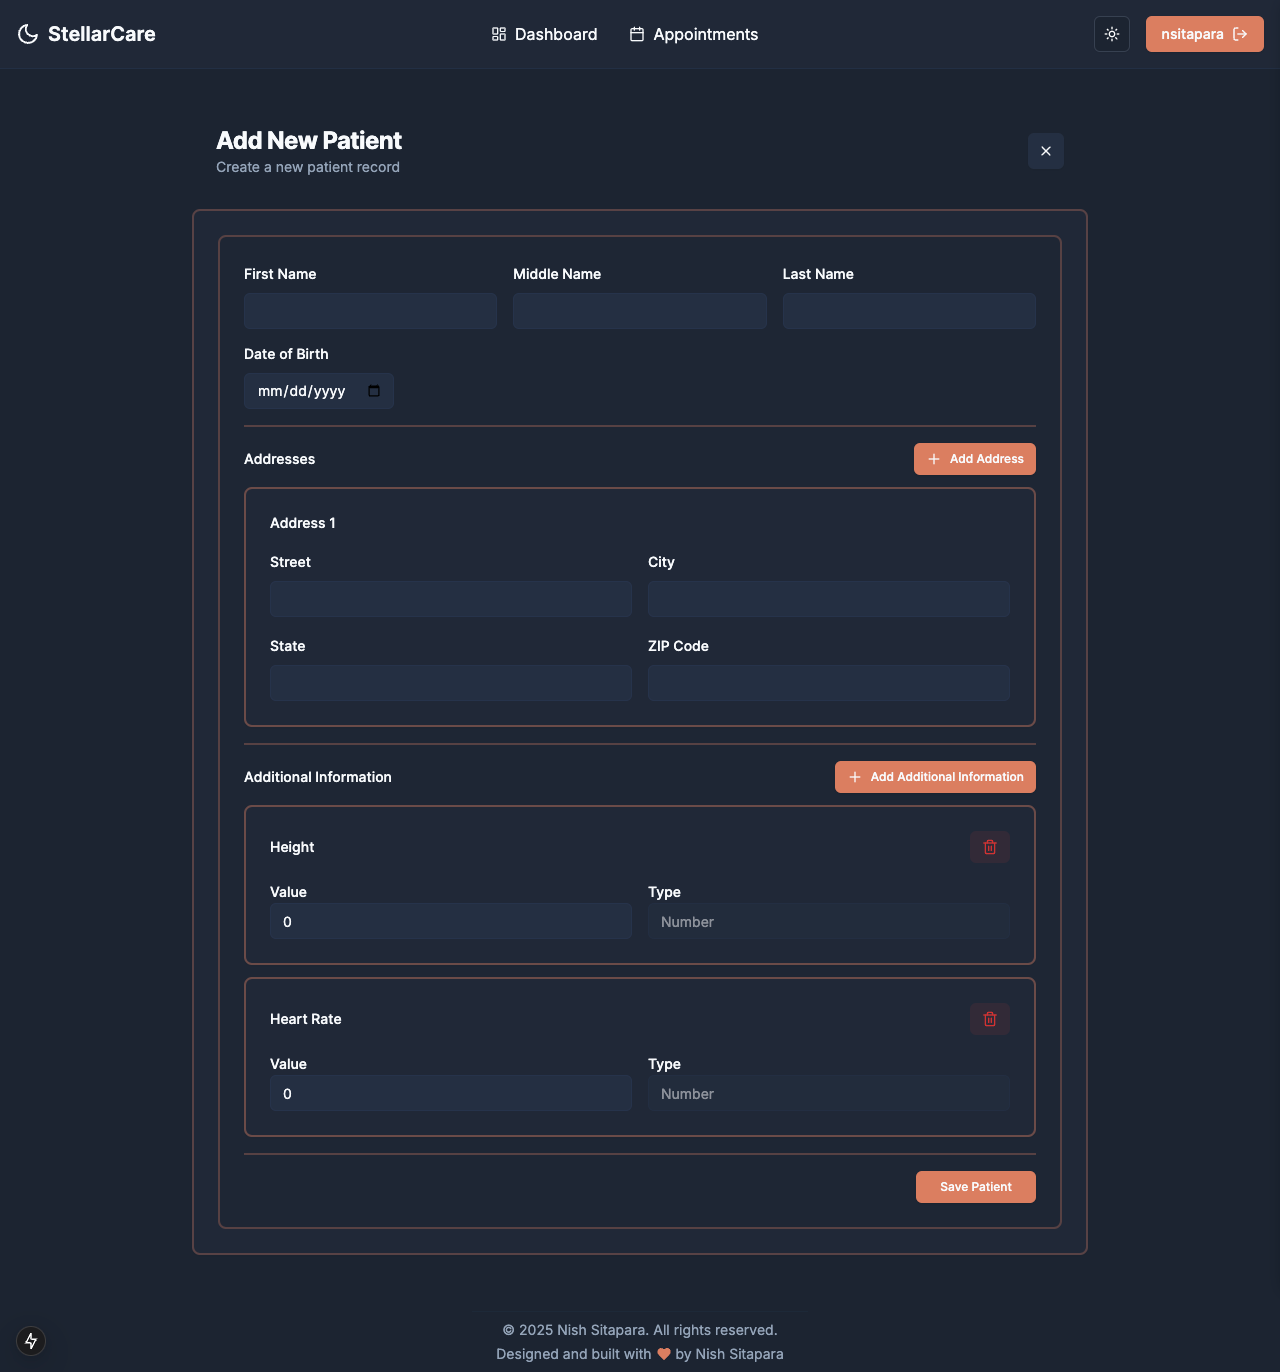 StellarCare
Dashboard
Appointments
nsitapara
Add New Patient
Create a new patient record
First Name
Middle Name
Last Name
Date of Birth
mm/dd/yyyy
Addresses
Add Address
Address 1
Street
City
State
ZIP Code
Additional Information
Add Additional Information
Height
Value
Type
0
Number
Heart Rate
Value
Type
0
Number
Save Patient
© 2025 Nish Sitapara. All rights reserved.
Designed and built with 🧡 by Nish Sitapara